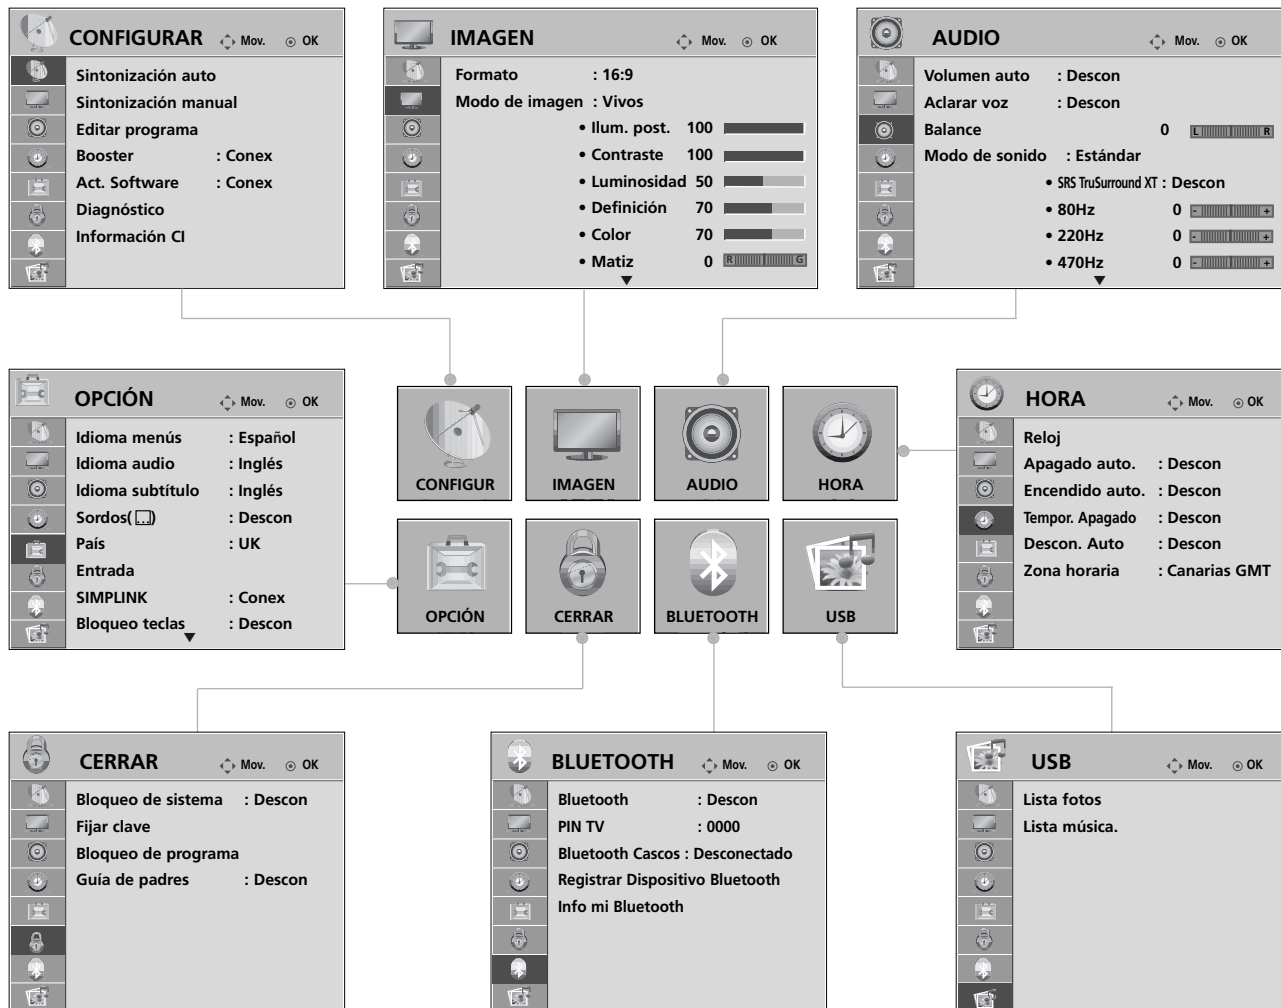 CONFIGURAR Mov. OK
Sintonización auto
Sintonización manual
Editar programa
Booster : Conex
Act. Software : Conex
Diagnóstico
Información CI
IMAGEN Mov. OK
Formato : 16:9
Modo de imagen : Vivos
• Ilum. post. 100
• Contraste 100
• Luminosidad 50
• Definición 70
• Color 70
• Matiz 0 R G
AUDIO Mov. OK
Volumen auto : Descon
Aclarar voz : Descon
Balance 0 L R
Modo de sonido : Estándar
• SRS TruSurround XT : Descon
• 80Hz 0 - +
• 220Hz 0 - +
• 470Hz 0 - +
OPCIÓN Mov. OK
Idioma menús : Español
Idioma audio : Inglés
Idioma subtítulo : Inglés
Sordos( ) : Descon
País : UK
Entrada
SIMPLINK : Conex
Bloqueo teclas : Descon
CONFIGUR
IMAGEN
AUDIO
HORA
OPCIÓN
CERRAR
BLUETOOTH
USB
HORA Mov. OK
Reloj
Apagado auto. : Descon
Encendido auto. : Descon
Tempor. Apagado : Descon
Descon. Auto : Descon
Zona horaria : Canarias GMT
CERRAR Mov. OK
Bloqueo de sistema : Descon
Fijar clave
Bloqueo de programa
Guía de padres : Descon
BLUETOOTH Mov. OK
Bluetooth : Descon
PIN TV : 0000
Bluetooth Cascos : Desconectado
Registrar Dispositivo Bluetooth
Info mi Bluetooth
USB Mov. OK
Lista fotos
Lista música.